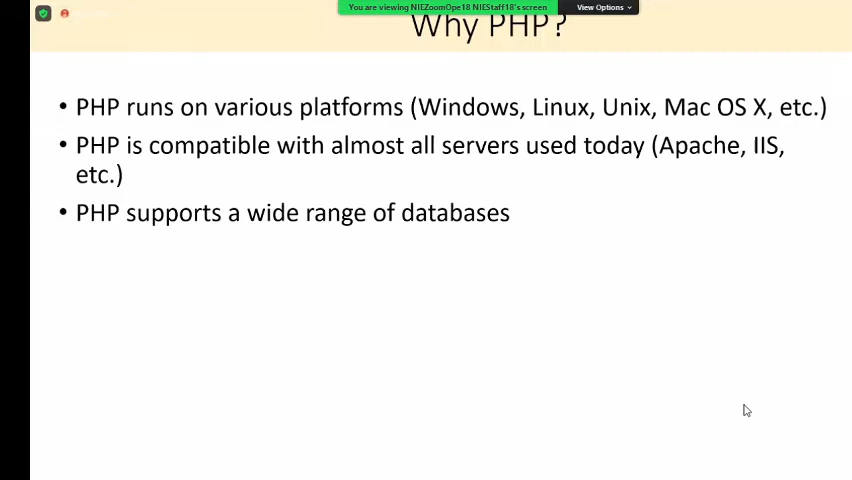 You are viewing NIEZoomOpe18 NIEStaff18's screen
View Options
Why PHP?
• PHP runs on various platforms (Windows, Linux, Unix, Mac OS X, etc.)
• PHP is compatible with almost all servers used today (Apache, IIS,
etc.)
• PHP supports a wide range of databases